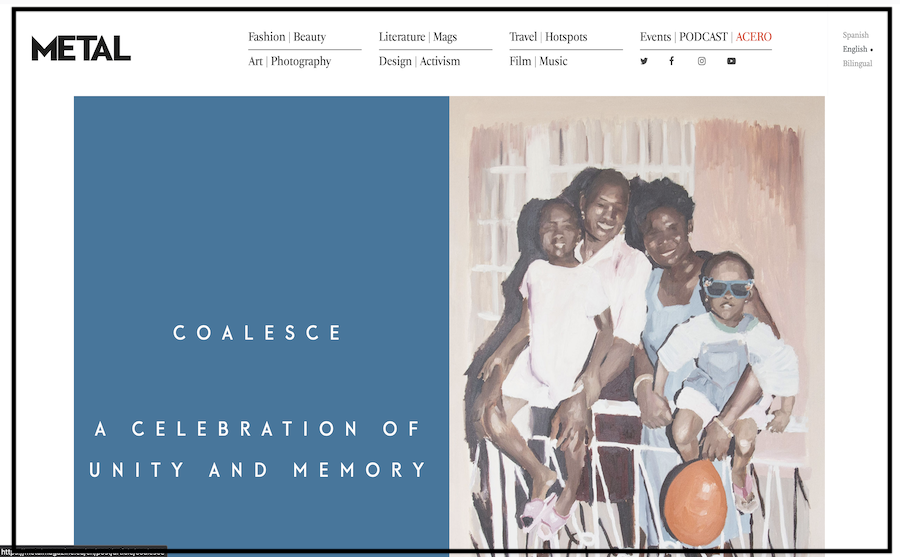 METAL
Fashion | Beauty
Art | Photography
Literature | Mags
Design | Activism
Travel | Hotspots
Film | Music
Events | PODCAST | ACERO
Spanish
English •
Bilingual
COALESCE
A CELEBRATION OF
UNITY AND MEMORY